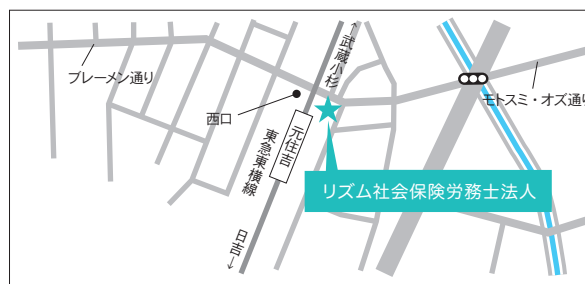 ←武蔵小杉
ブレーメン通り
モトスミ・オズ通り
西口
元住吉
東急東横線
リズム社会保険労務士法人
日吉→